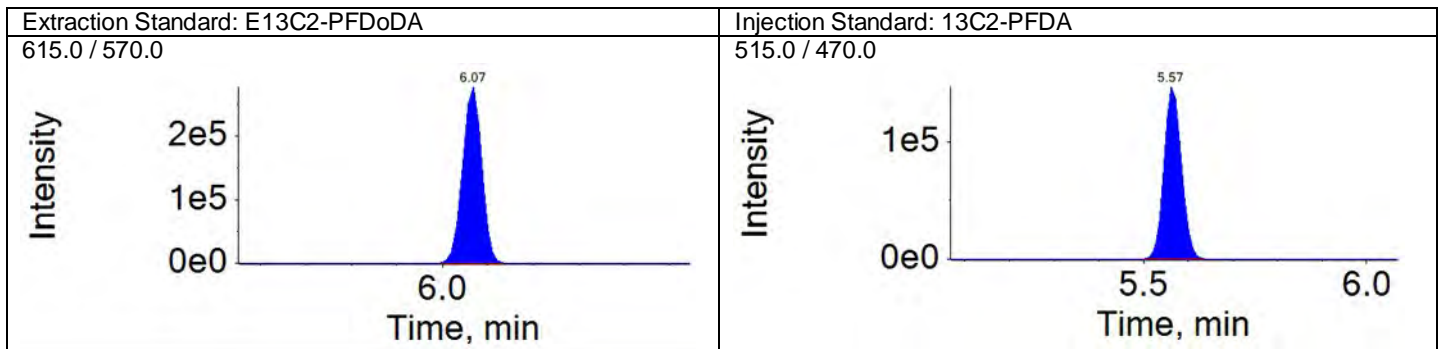 Extraction Standard: E13C2-PFDoDA
615.0 / 570.0
6.07
Intensity
2e5
1e5
0e0
6.0
Time, min
Injection Standard: 13C2-PFDA
515.0 / 470.0
5.57
Intensity
1e5
0e0
5.5 6.0
Time, min